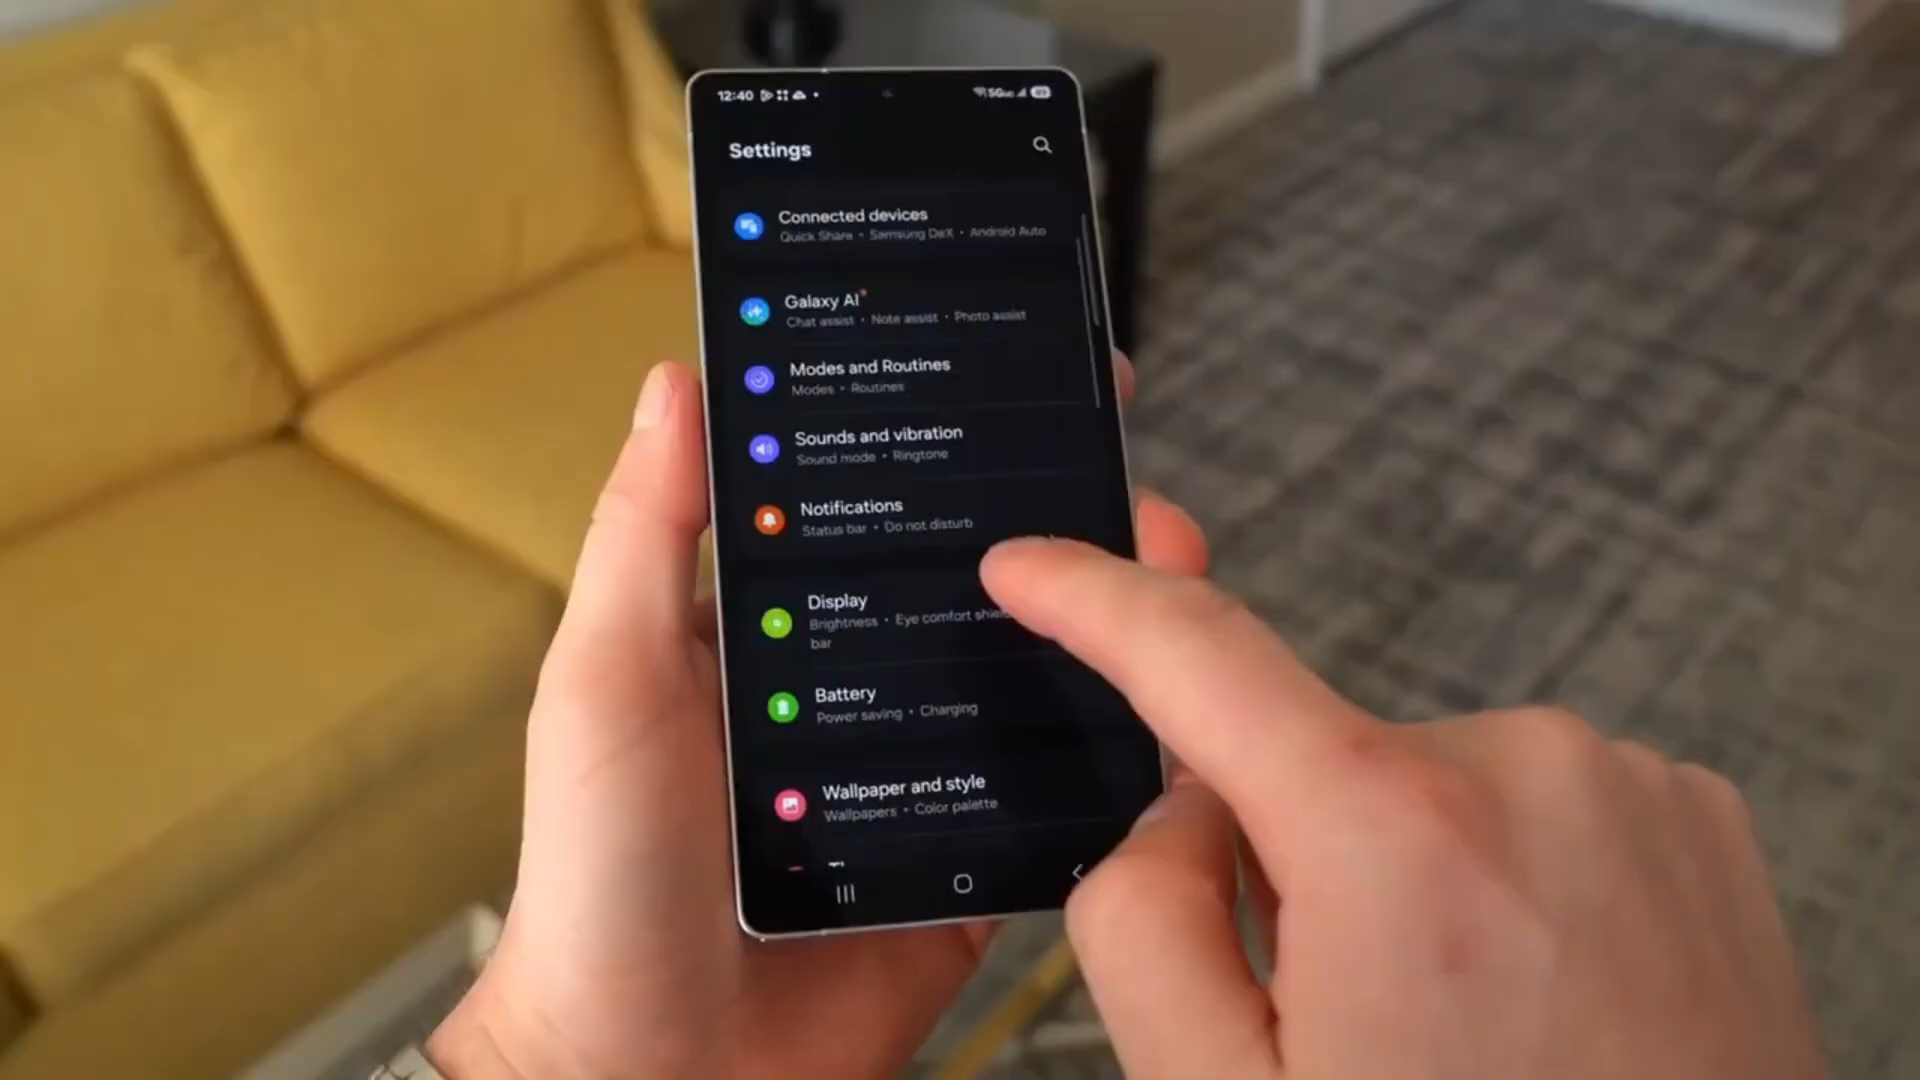 12:40
5G
Settings
Connected devices
Quick Share • Samsung DeX • Android Auto
Galaxy AI
Chat assist • Note assist • Photo assist
Modes and Routines
Modes • Routines
Sounds and vibration
Sound mode • Ringtone
Notifications
Status bar • Do not disturb
Display
Brightness • Eye comfort
bar
Battery
Power saving • Charging
Wallpaper and style
Wallpapers • Color palette